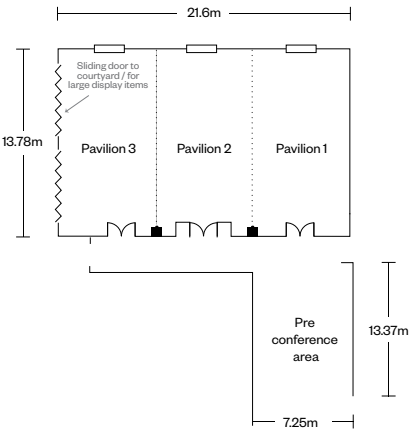 21.6m
Sliding door to
courtyard / for
large display items
13.78m
Pavilion 3
Pavilion 2
Pavilion 1
Pre
conference
area
13.37m
7.25m